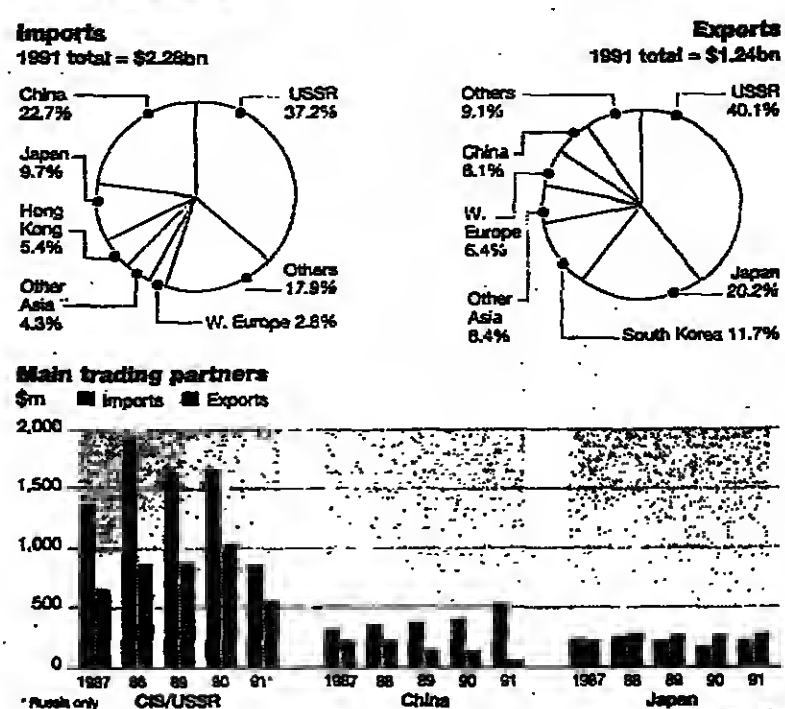 Imports
1991 total = $2.28bn
China
22.7%
USSR
37.2%
Japan
9.7%
Hong
Kong
5.4%
Other
Asia
4.3%
W. Europe 2.8%
Others
17.9%
Exports
1991 total = $1.24bn
Others
9.1%
USSR
40.1%
China
6.1%
W.
Europe
6.4%
Other
Asia
6.4%
Japan
20.2%
South Korea 11.7%
Main trading partners
$m Imports Exports
2,000
1,500
1,000
500
0
1987 88 89 90 91* 1987 88 89 90 91 1987 88 89 90 91
* Russia only CIS/USSR China Japan